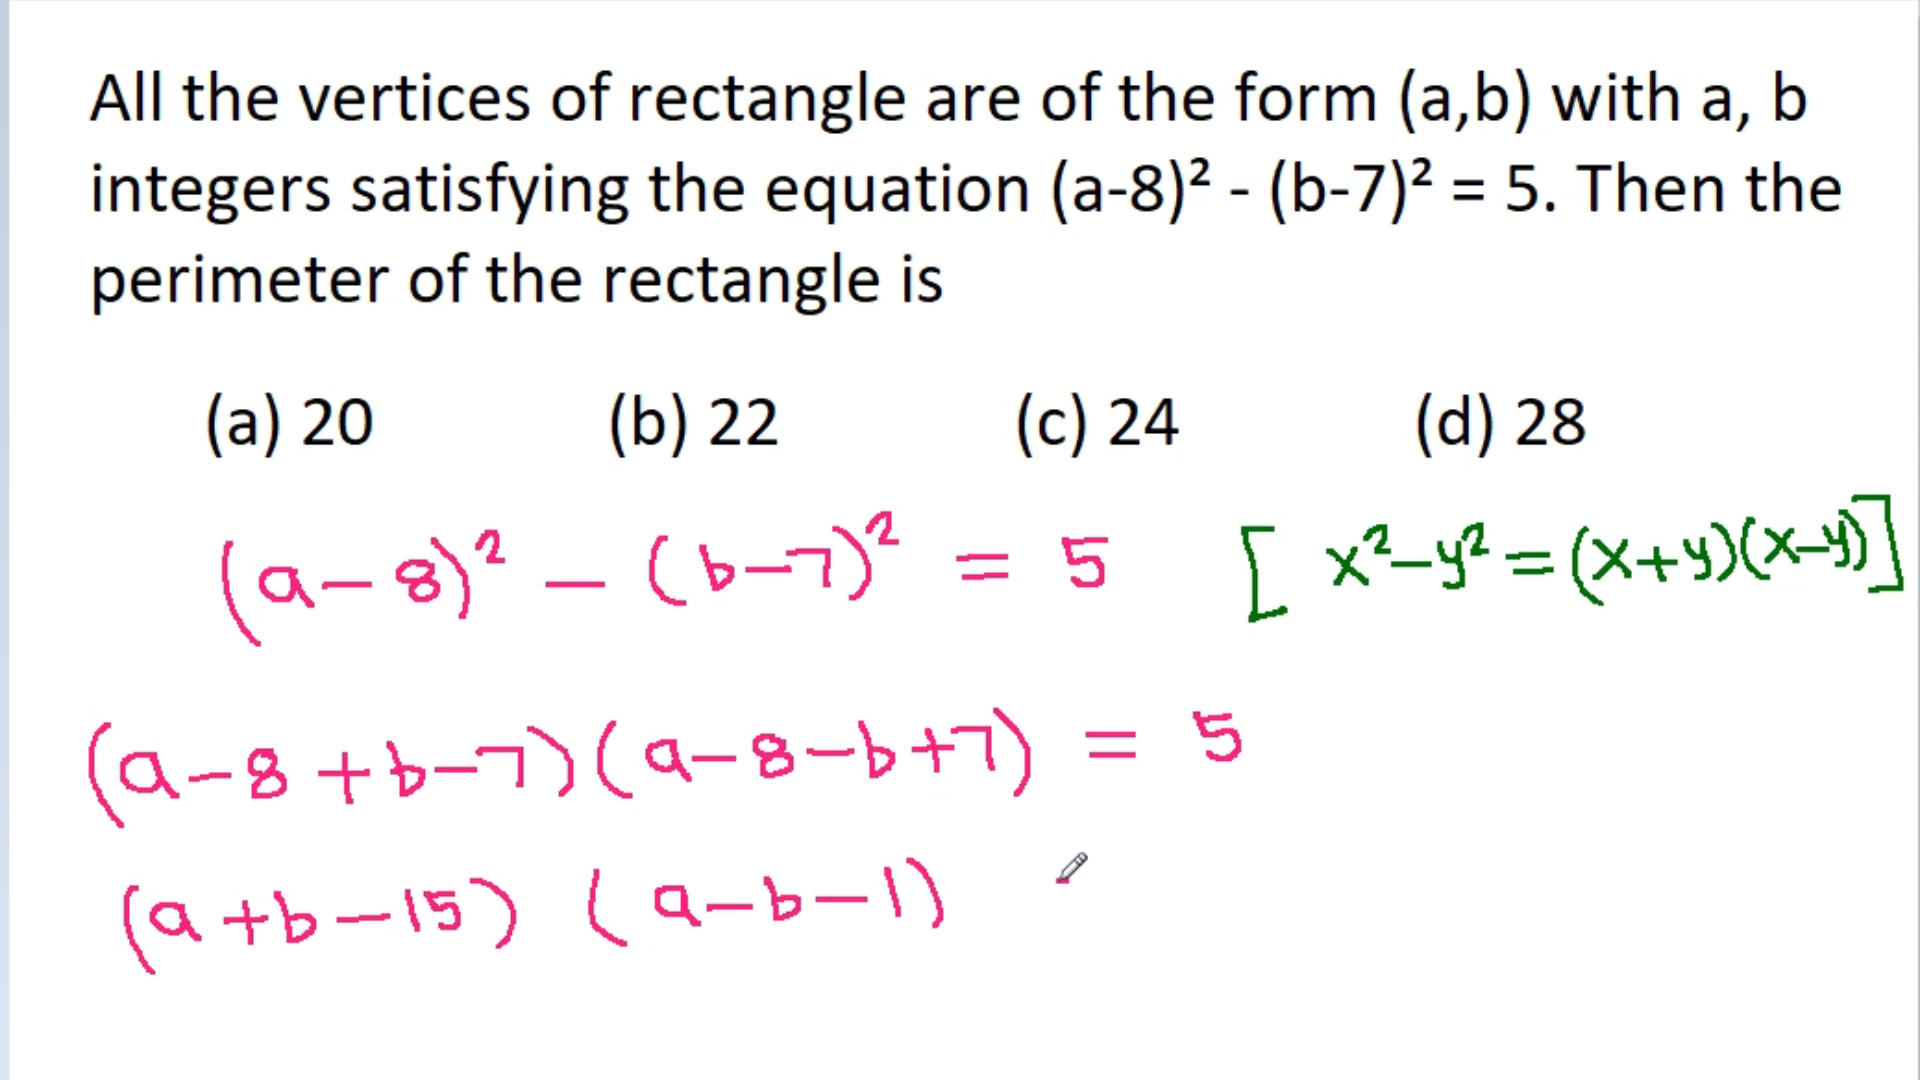 All the vertices of rectangle are of the form (a,b) with a, b
integers satisfying the equation (a-8)² - (b-7)² = 5. Then the
perimeter of the rectangle is
(a) 20 (b) 22 (c) 24 (d) 28
(a-8)² - (b-7)² = 5 [x²-y²=(x+y)(x-y)]
(a-8+b-7)(a-8-b+7) = 5
(a+b-15) (a-b-1)